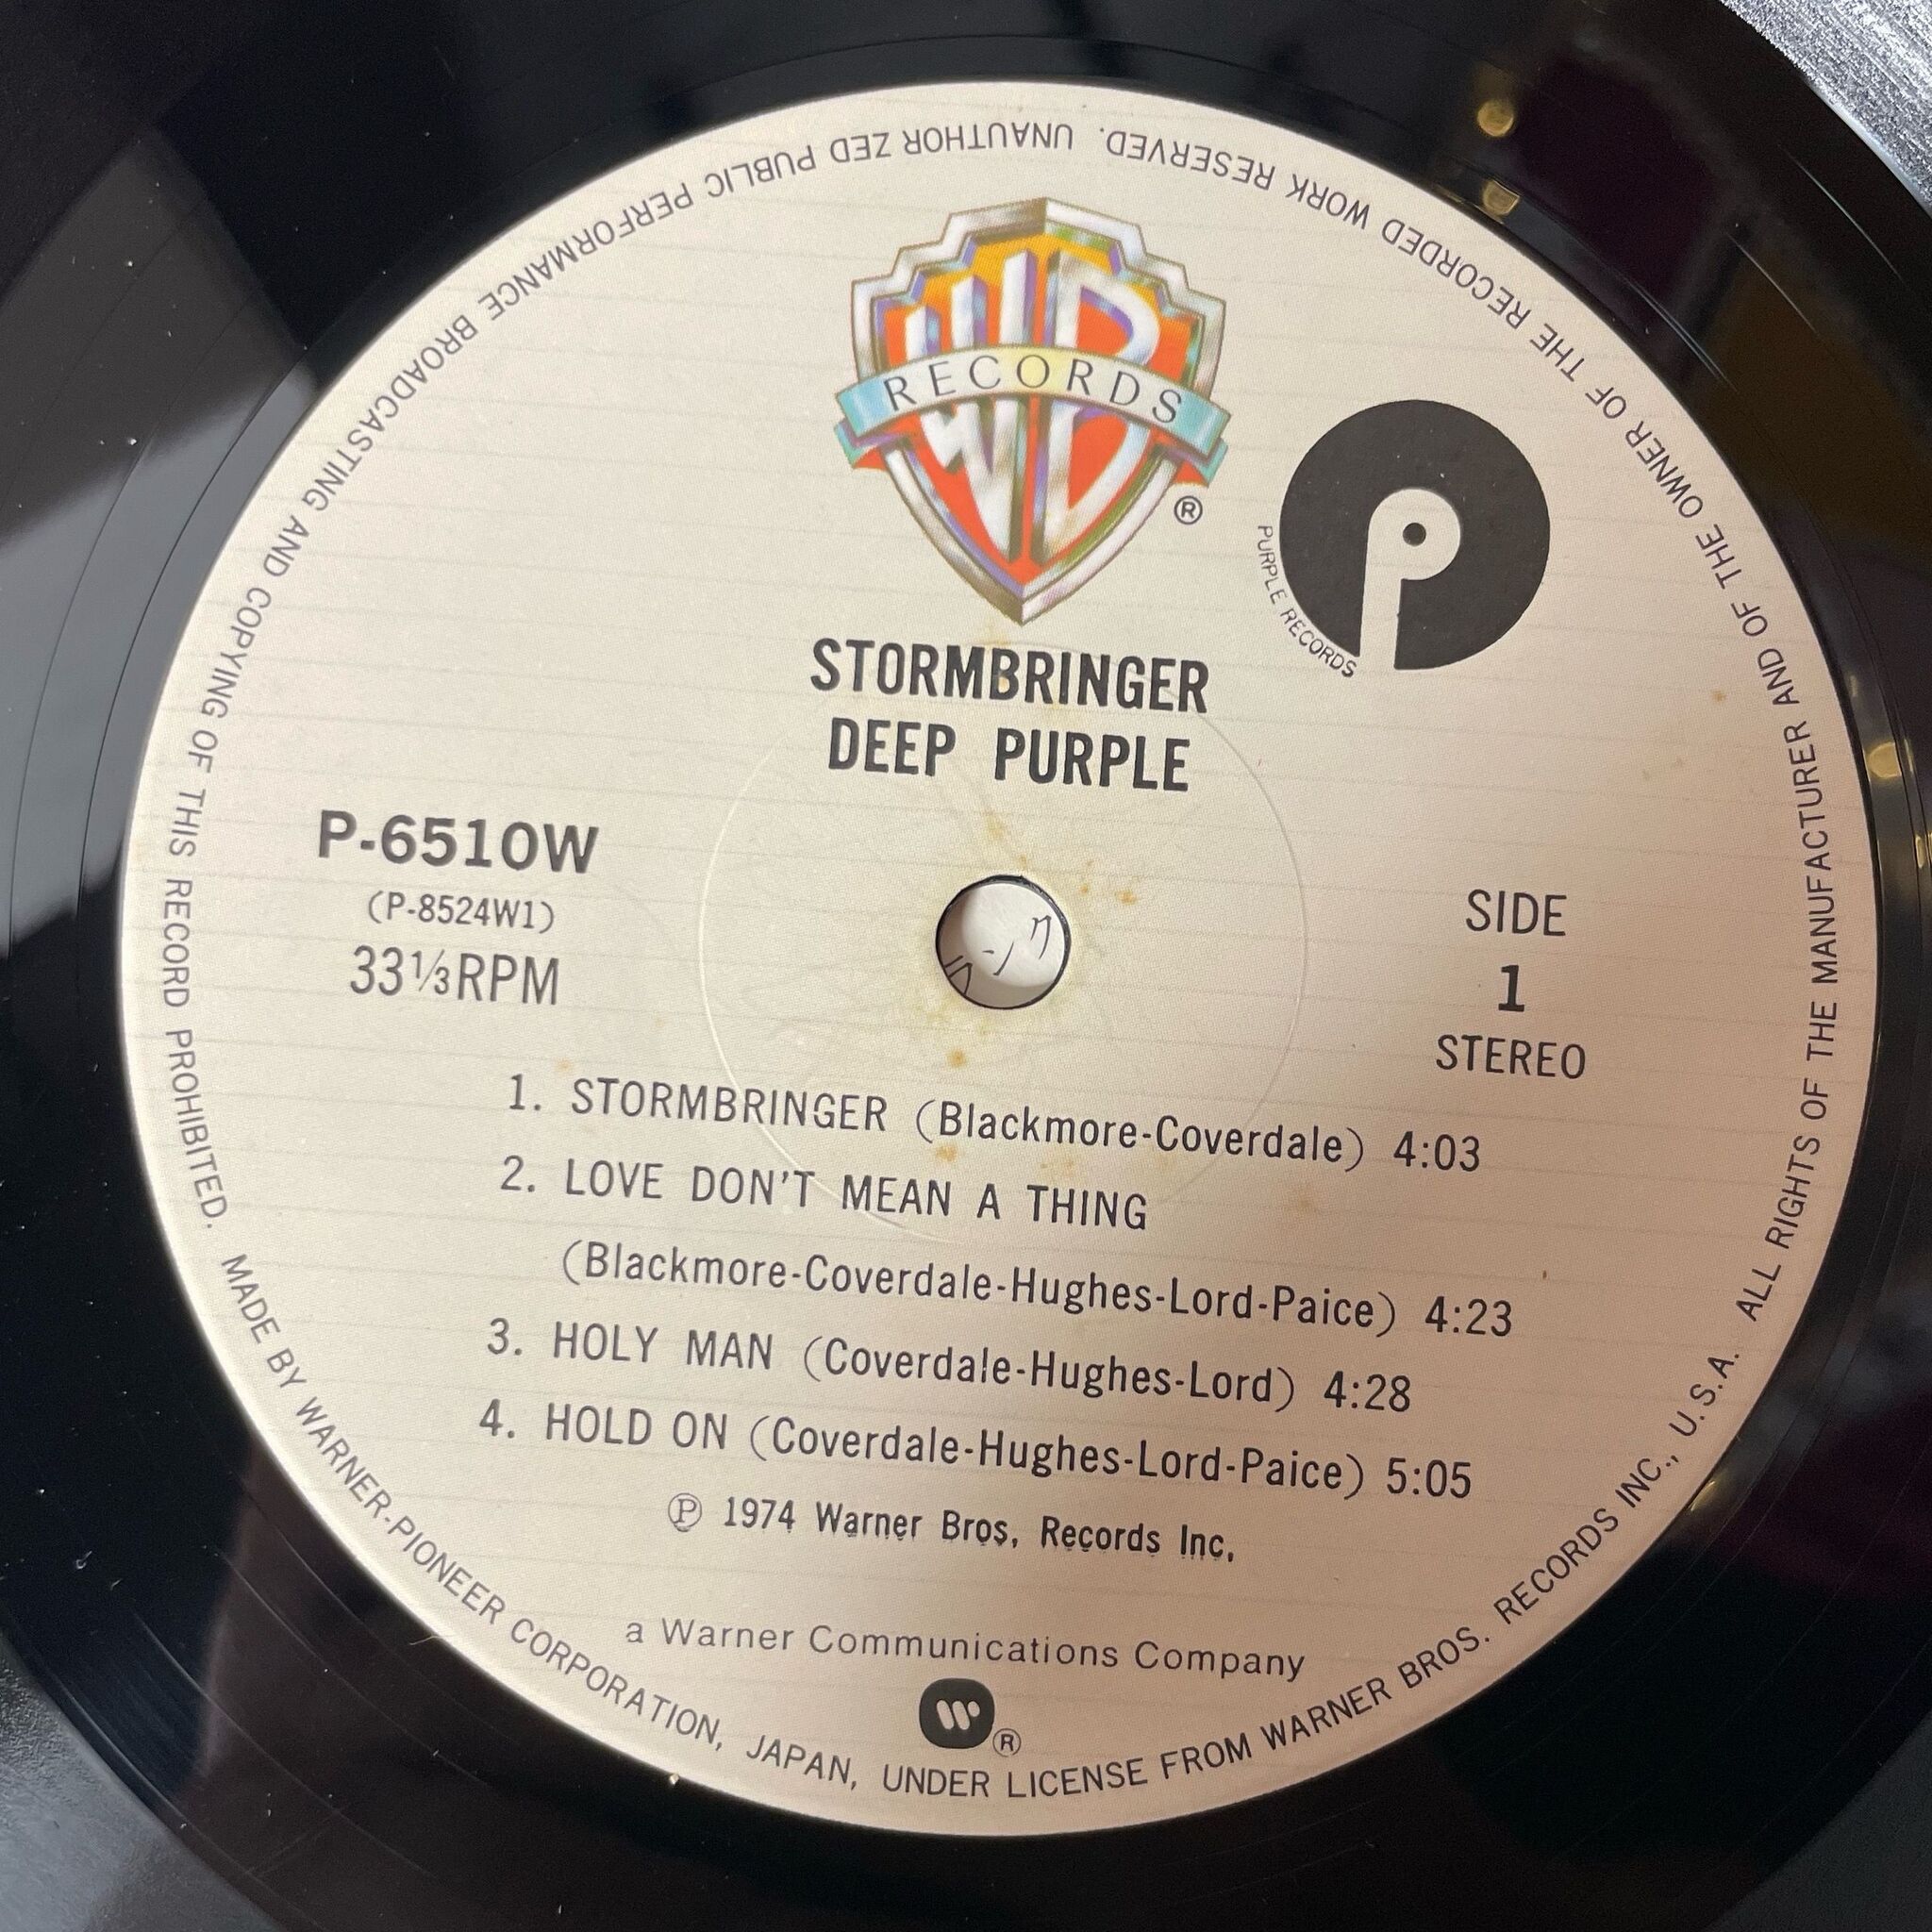 WB
RECORDS
®
P
PURPLE RECORDS
STORMBRINGER
DEEP PURPLE
P-6510W
(P-8524W1)
33⅓RPM
SIDE
1
STEREO
ランク
1. STORMBRINGER (Blackmore-Coverdale) 4:03
2. LOVE DON'T MEAN A THING
(Blackmore-Coverdale-Hughes-Lord-Paice) 4:23
3. HOLY MAN (Coverdale-Hughes-Lord) 4:28
4. HOLD ON (Coverdale-Hughes-Lord-Paice) 5:05
℗ 1974 Warner Bros. Records Inc.
a Warner Communications Company
W®
MADE BY WARNER-PIONEER CORPORATION, JAPAN, UNDER LICENSE FROM WARNER BROS. RECORDS INC., U.S.A. ALL RIGHTS OF THE MANUFACTURER AND OF THE OWNER OF THE RECORDED WORK RESERVED. UNAUTHOR ZED PUBLIC PERFORMANCE BROADCASTING AND COPYING OF THIS RECORD PROHIBITED.